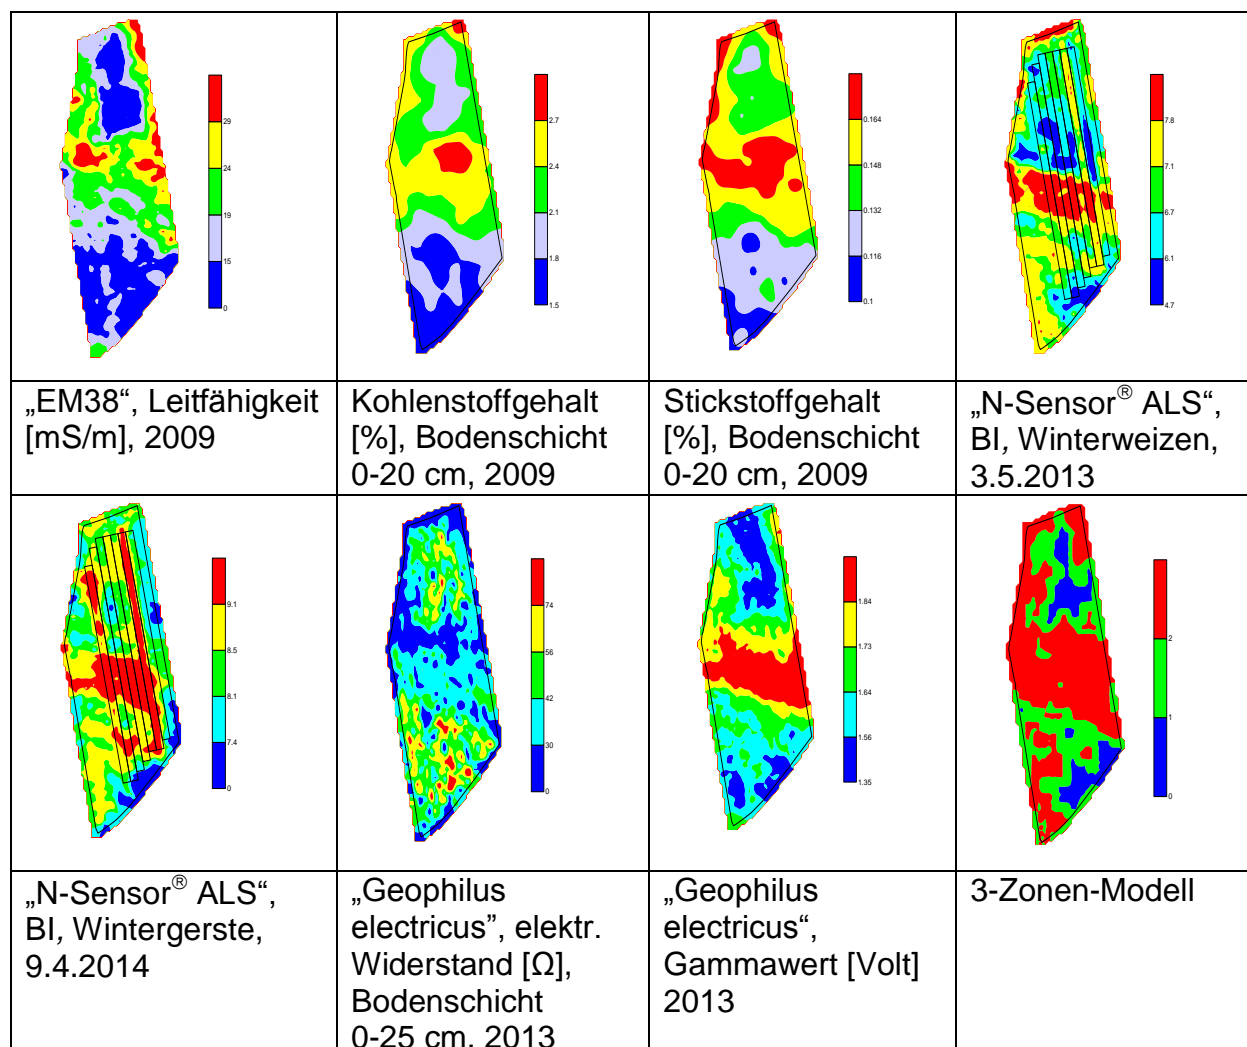 29
24
19
15
0
2.7
2.4
2.1
1.8
1.5
0.164
0.148
0.132
0.116
0.1
7.8
7.1
6.7
6.1
4.7
„EM38“, Leitfähigkeit
[mS/m], 2009
Kohlenstoffgehalt
[%], Bodenschicht
0-20 cm, 2009
Stickstoffgehalt
[%], Bodenschicht
0-20 cm, 2009
„N-Sensor® ALS“,
BI, Winterweizen,
3.5.2013
9.1
8.5
8.1
7.4
0
74
56
42
30
0
1.84
1.73
1.64
1.56
1.35
2
1
0
„N-Sensor® ALS“,
BI, Wintergerste,
9.4.2014
„Geophilus
electricus”, elektr.
Widerstand [Ω],
Bodenschicht
0-25 cm, 2013
„Geophilus
electricus“,
Gammawert [Volt]
2013
3-Zonen-Modell